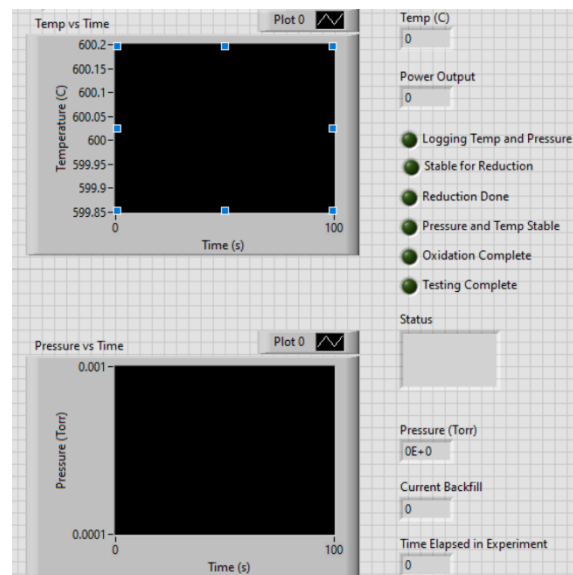 Temp vs Time
Plot 0
600.2
600.15
600.1
600.05
600
599.95
599.9
599.85
Temperature (C)
0
100
Time (s)
Temp (C)
0
Power Output
0
Logging Temp and Pressure
Stable for Reduction
Reduction Done
Pressure and Temp Stable
Oxidation Complete
Testing Complete
Status
Pressure vs Time
Plot 0
0.001
0.0001
Pressure (Torr)
0
100
Time (s)
Pressure (Torr)
0E+0
Current Backfill
0
Time Elapsed in Experiment
0